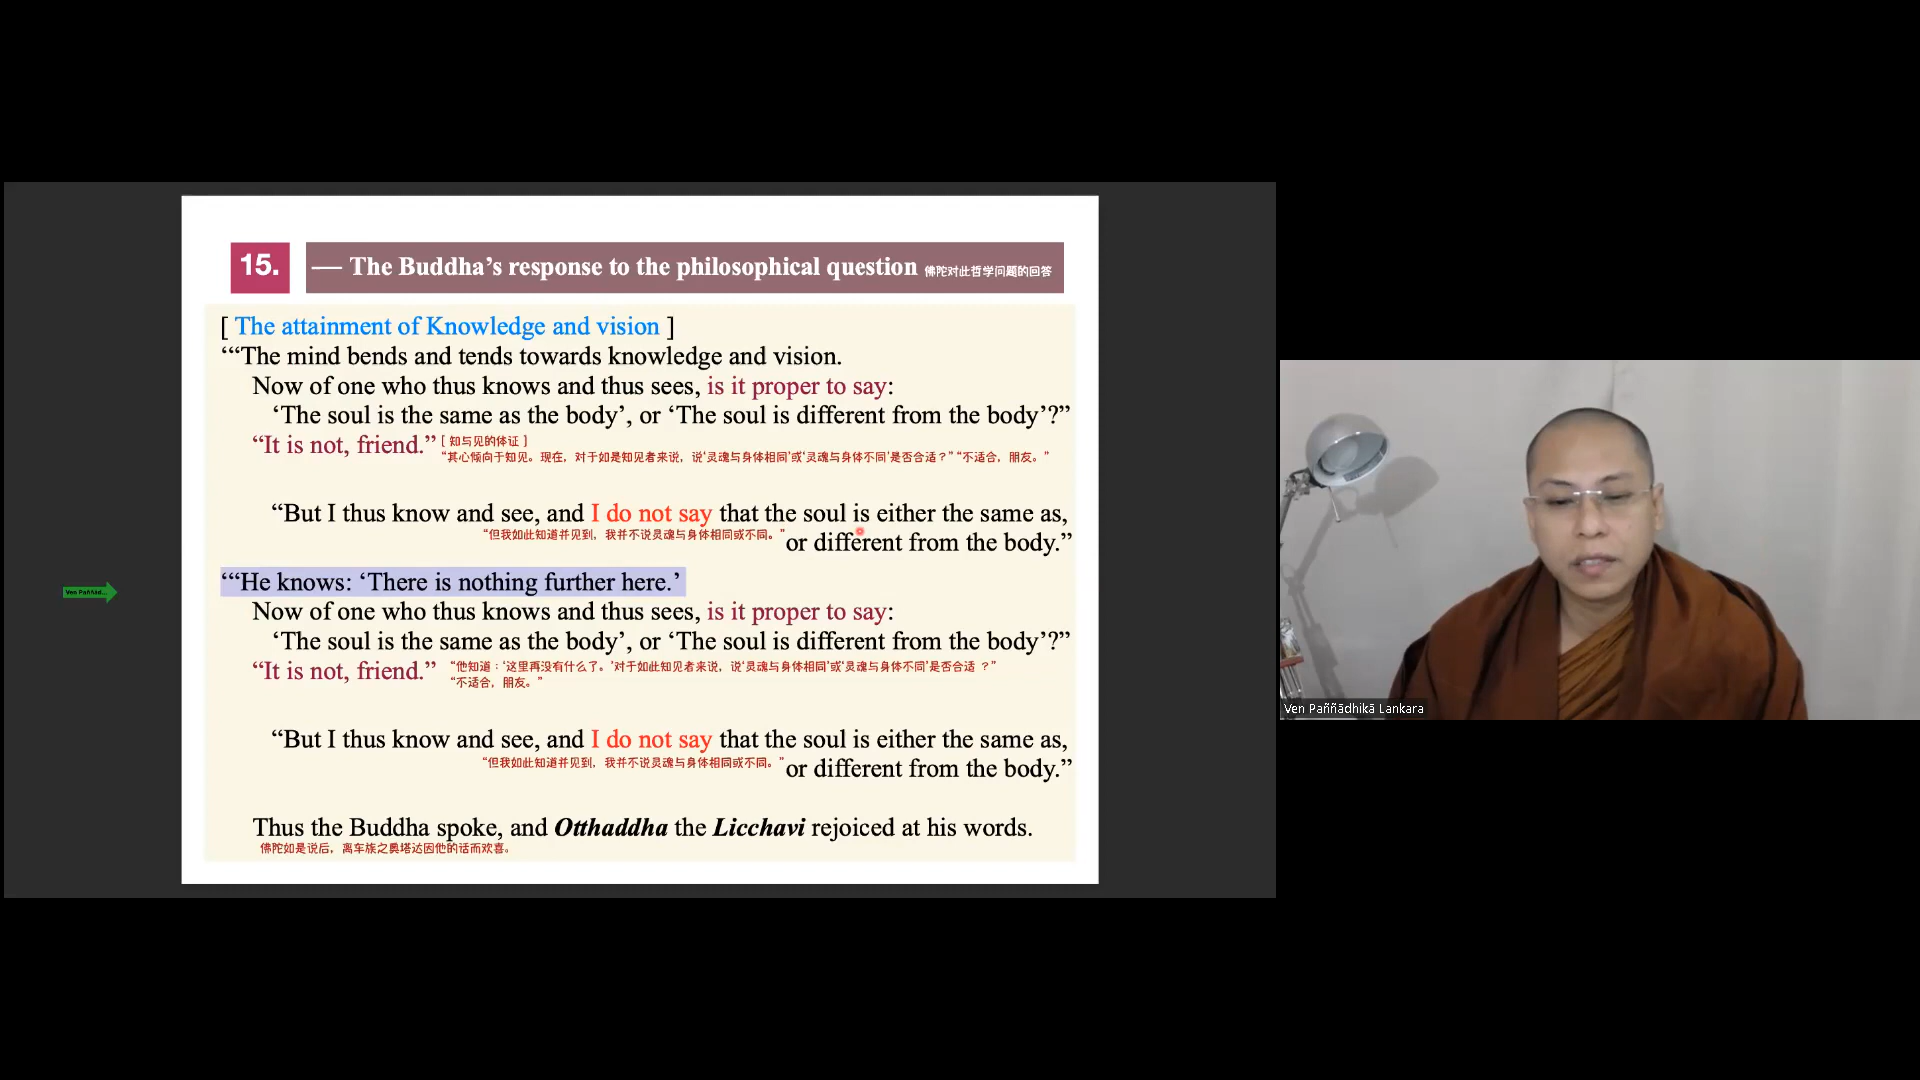 15.
— The Buddha’s response to the philosophical question 佛陀对此哲学问题的回答
[ The attainment of Knowledge and vision ]
‘“The mind bends and tends towards knowledge and vision.
Now of one who thus knows and thus sees, is it proper to say:
‘The soul is the same as the body’, or ‘The soul is different from the body’?”
“It is not, friend.” [ 知与见的体证 ]
“其心倾向于知见。现在，对于如是知见者来说，说‘灵魂与身体相同’或‘灵魂与身体不同’是否合适？” “不适合，朋友。”
“But I thus know and see, and I do not say that the soul is either the same as,
“但我如此知道并见到，我并不说灵魂与身体相同或不同。” or different from the body.”
‘“He knows: ‘There is nothing further here.’
Now of one who thus knows and thus sees, is it proper to say:
‘The soul is the same as the body’, or ‘The soul is different from the body’?”
“It is not, friend.” “他知道：‘这里再没有什么了。’对于如此知见者来说，说‘灵魂与身体相同’或‘灵魂与身体不同’是否合适 ？”
“不适合，朋友。”
“But I thus know and see, and I do not say that the soul is either the same as,
“但我如此知道并见到，我并不说灵魂与身体相同或不同。” or different from the body.”
Thus the Buddha spoke, and Otthaddha the Licchavi rejoiced at his words.
佛陀如是说后，离车族之奥塔达因他的话而欢喜。
Ven Paññād...
Ven Paññādhikā Lankara